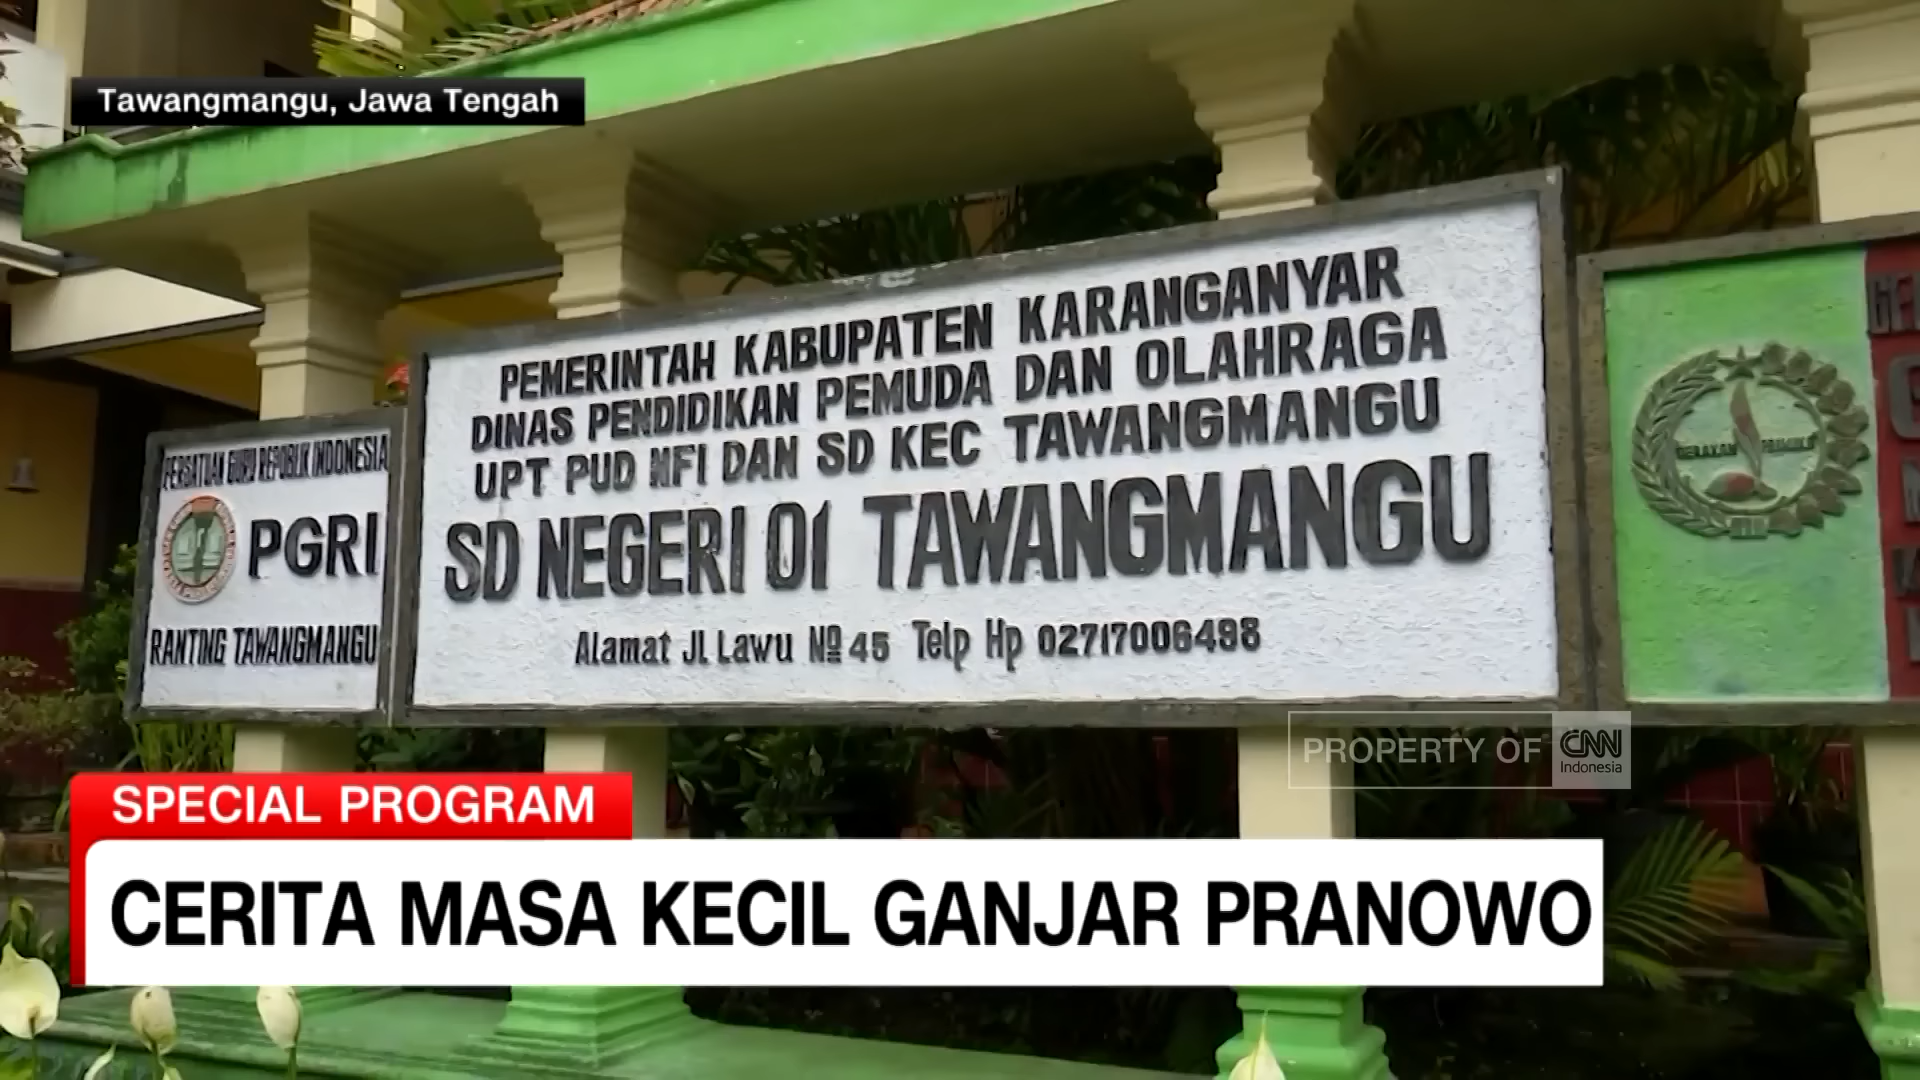 Tawangmangu, Jawa Tengah
PERSATUAN GURU REPUBLIK INDONESIA
PGRI
RANTING TAWANGMANGU
PEMERINTAH KABUPATEN KARANGANYAR
DINAS PENDIDIKAN PEMUDA DAN OLAHRAGA
UPT PUD NFI DAN SD KEC TAWANGMANGU
SD NEGERI 01 TAWANGMANGU
Alamat Jl. Lawu № 45 Telp Hp 02717006498
PROPERTY OF CNN Indonesia
SPECIAL PROGRAM
CERITA MASA KECIL GANJAR PRANOWO